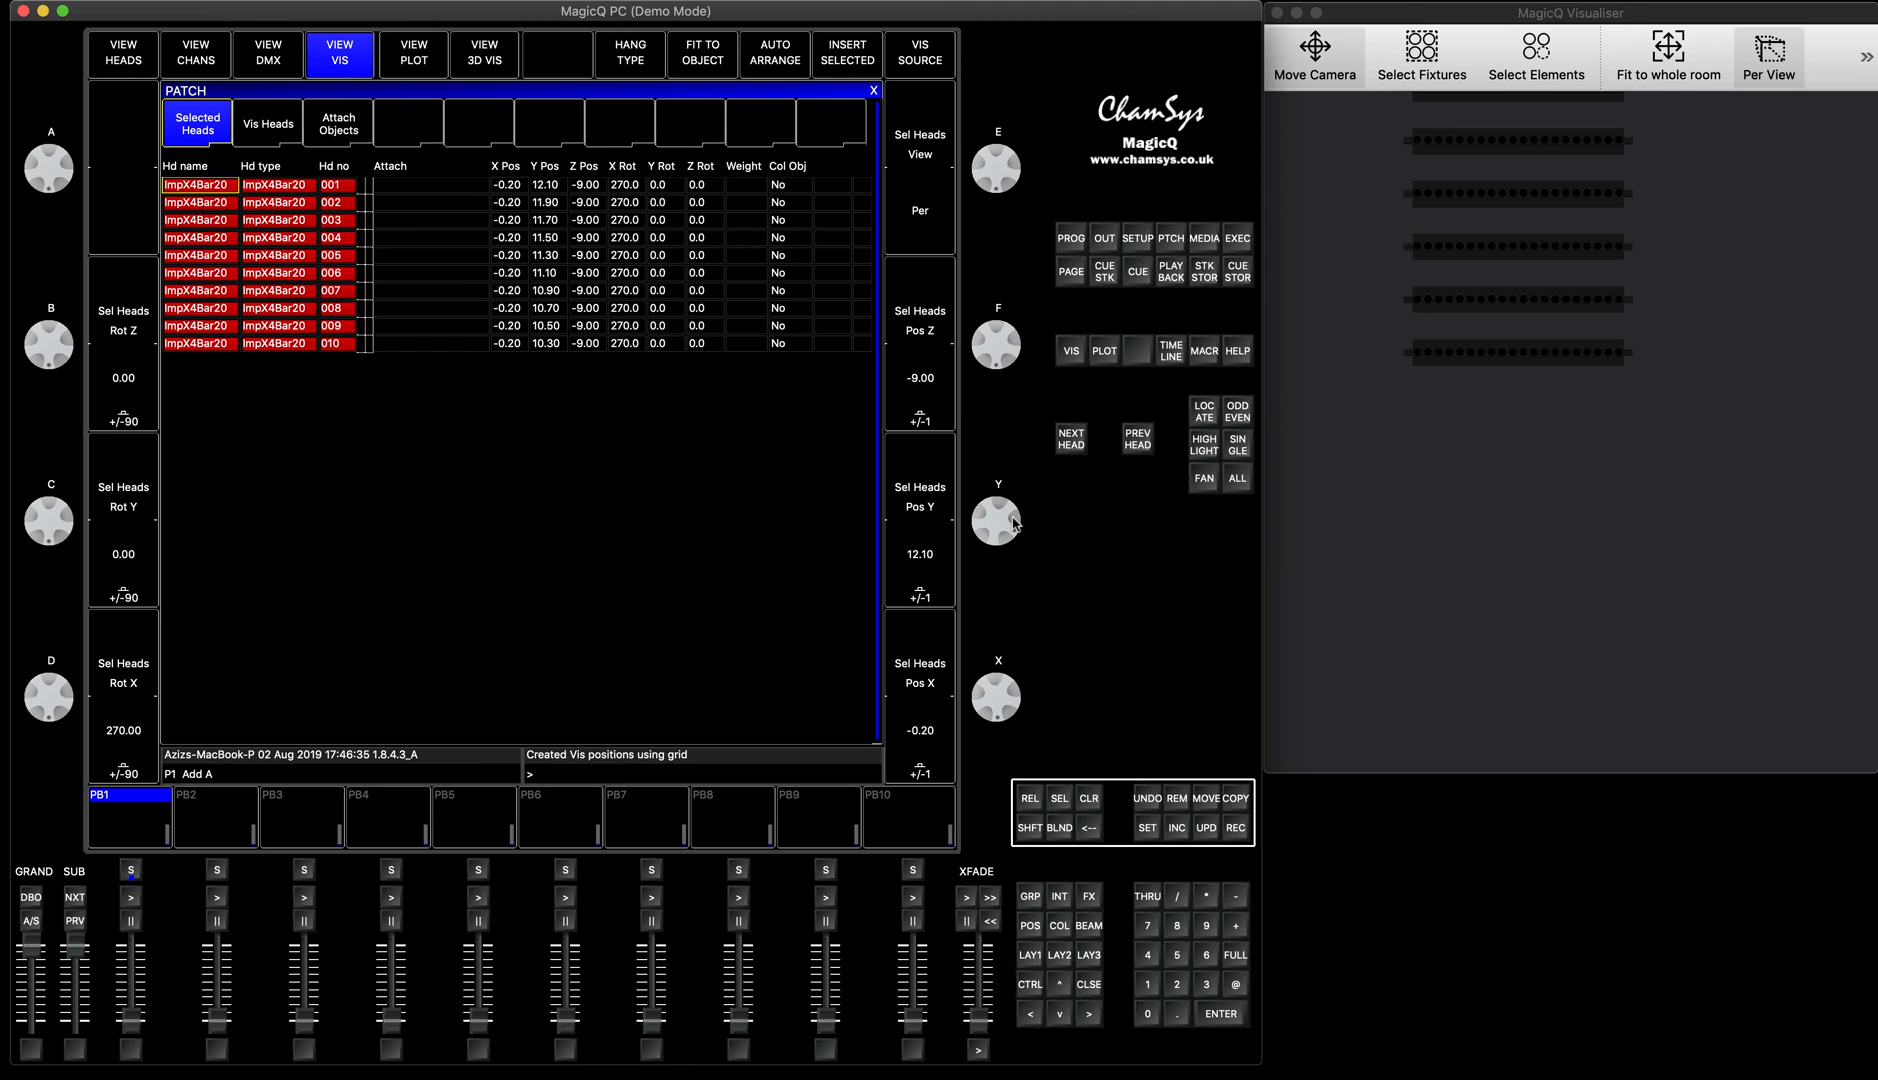 MagicQ PC (Demo Mode)
VIEW HEADS
VIEW CHANS
VIEW DMX
VIEW VIS
VIEW PLOT
VIEW 3D VIS
HANG TYPE
FIT TO OBJECT
AUTO ARRANGE
INSERT SELECTED
VIS SOURCE
PATCH X
Selected Heads
Vis Heads
Attach Objects
Hd name Hd type Hd no Attach X Pos Y Pos Z Pos X Rot Y Rot Z Rot Weight Col Obj
ImpX4Bar20 ImpX4Bar20 001 -0.20 12.10 -9.00 270.0 0.0 0.0 No
ImpX4Bar20 ImpX4Bar20 002 -0.20 11.90 -9.00 270.0 0.0 0.0 No
ImpX4Bar20 ImpX4Bar20 003 -0.20 11.70 -9.00 270.0 0.0 0.0 No
ImpX4Bar20 ImpX4Bar20 004 -0.20 11.50 -9.00 270.0 0.0 0.0 No
ImpX4Bar20 ImpX4Bar20 005 -0.20 11.30 -9.00 270.0 0.0 0.0 No
ImpX4Bar20 ImpX4Bar20 006 -0.20 11.10 -9.00 270.0 0.0 0.0 No
ImpX4Bar20 ImpX4Bar20 007 -0.20 10.90 -9.00 270.0 0.0 0.0 No
ImpX4Bar20 ImpX4Bar20 008 -0.20 10.70 -9.00 270.0 0.0 0.0 No
ImpX4Bar20 ImpX4Bar20 009 -0.20 10.50 -9.00 270.0 0.0 0.0 No
ImpX4Bar20 ImpX4Bar20 010 -0.20 10.30 -9.00 270.0 0.0 0.0 No
A
B
Sel Heads
Rot Z
0.00
+/-90
C
Sel Heads
Rot Y
0.00
+/-90
D
Sel Heads
Rot X
270.00
+/-90
Sel Heads
View
Per
E
Sel Heads
Pos Z
-9.00
+/-1
F
Sel Heads
Pos Y
12.10
+/-1
Y
Sel Heads
Pos X
-0.20
+/-1
X
Azizs-MacBook-P 02 Aug 2019 17:46:35 1.8.4.3_A
Created Vis positions using grid
P1 Add A
>
PB1 PB2 PB3 PB4 PB5 PB6 PB7 PB8 PB9 PB10
GRAND SUB S S S S S S S S S S XFADE
DBO NXT > > > > > > > > > > > >>
A/S PRV || || || || || || || || || || || <<
>
ChamSys
MagicQ
www.chamsys.co.uk
PROG OUT SETUP PTCH MEDIA EXEC
PAGE CUE STK CUE PLAY BACK STK STOR CUE STOR
VIS PLOT TIME LINE MACR HELP
LOC ATE ODD EVEN
NEXT HEAD PREV HEAD HIGH LIGHT SIN GLE
FAN ALL
REL SEL CLR UNDO REM MOVE COPY
SHFT BLND <-- SET INC UPD REC
GRP INT FX THRU / * -
POS COL BEAM 7 8 9 +
LAY1 LAY2 LAY3 4 5 6 FULL
CTRL ^ CLSE 1 2 3 @
< v > 0 . ENTER
MagicQ Visualiser
Move Camera
Select Fixtures
Select Elements
Fit to whole room
Per View
»